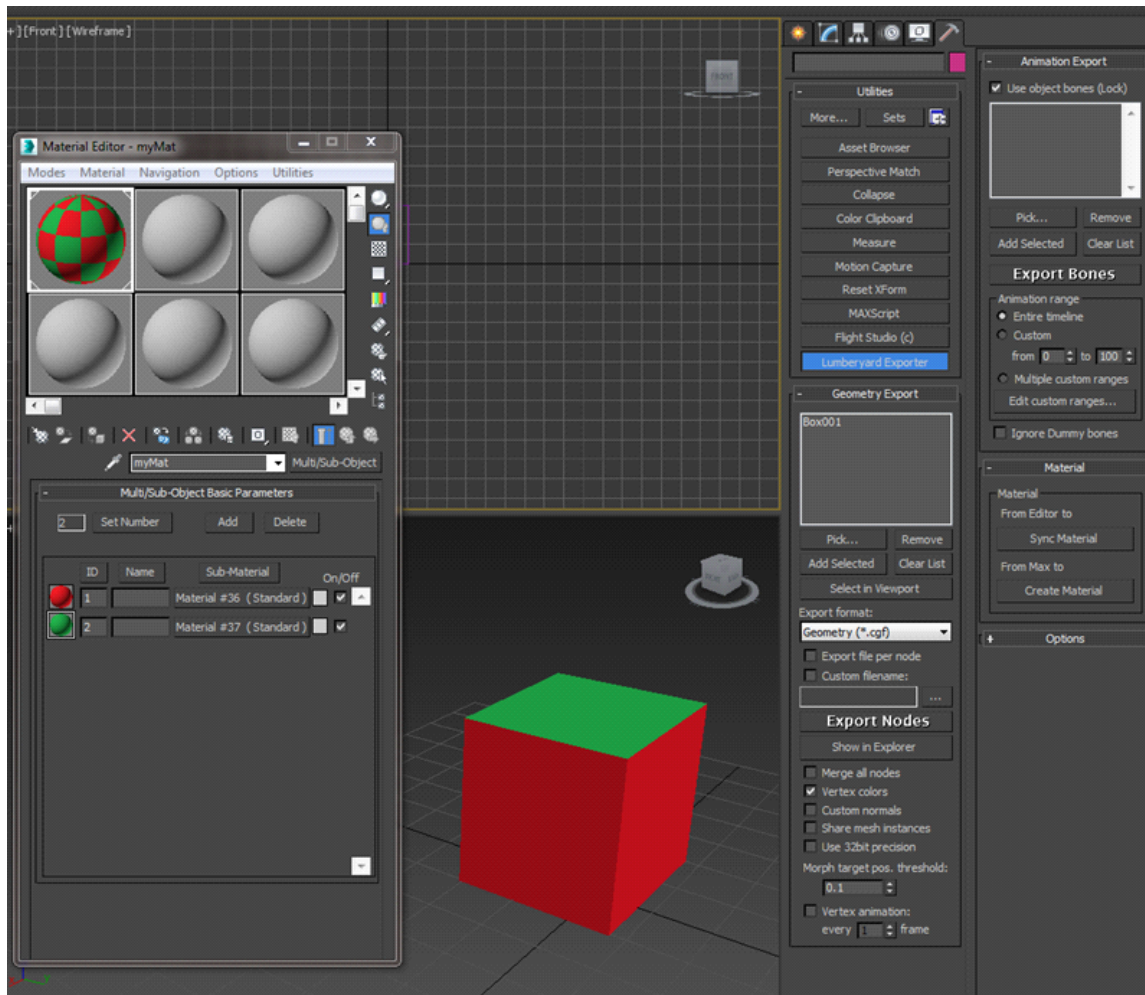 + ] [Front ] [Wireframe ]
FRONT
Material Editor - myMat
Modes Material Navigation Options Utilities
myMat
Multi/Sub-Object
- Multi/Sub-Object Basic Parameters
2 Set Number Add Delete
ID Name Sub-Material On/Off
1 Material #36 ( Standard )
2 Material #37 ( Standard )
- Utilities
More... Sets
Asset Browser
Perspective Match
Collapse
Color Clipboard
Measure
Motion Capture
Reset XForm
MAXScript
Flight Studio (c)
Lumberyard Exporter
- Geometry Export
Box001
Pick... Remove
Add Selected Clear List
Select in Viewport
Export format:
Geometry (*.cgf)
Export file per node
Custom filename:
...
Export Nodes
Show in Explorer
Merge all nodes
Vertex colors
Custom normals
Share mesh instances
Use 32bit precision
Morph target pos. threshold:
0.1
Vertex animation:
every 1 frame
- Animation Export
Use object bones (Lock)
Pick... Remove
Add Selected Clear List
Export Bones
Animation range
Entire timeline
Custom
from 0 to 100
Multiple custom ranges
Edit custom ranges...
Ignore Dummy bones
- Material
Material
From Editor to
Sync Material
From Max to
Create Material
+ Options